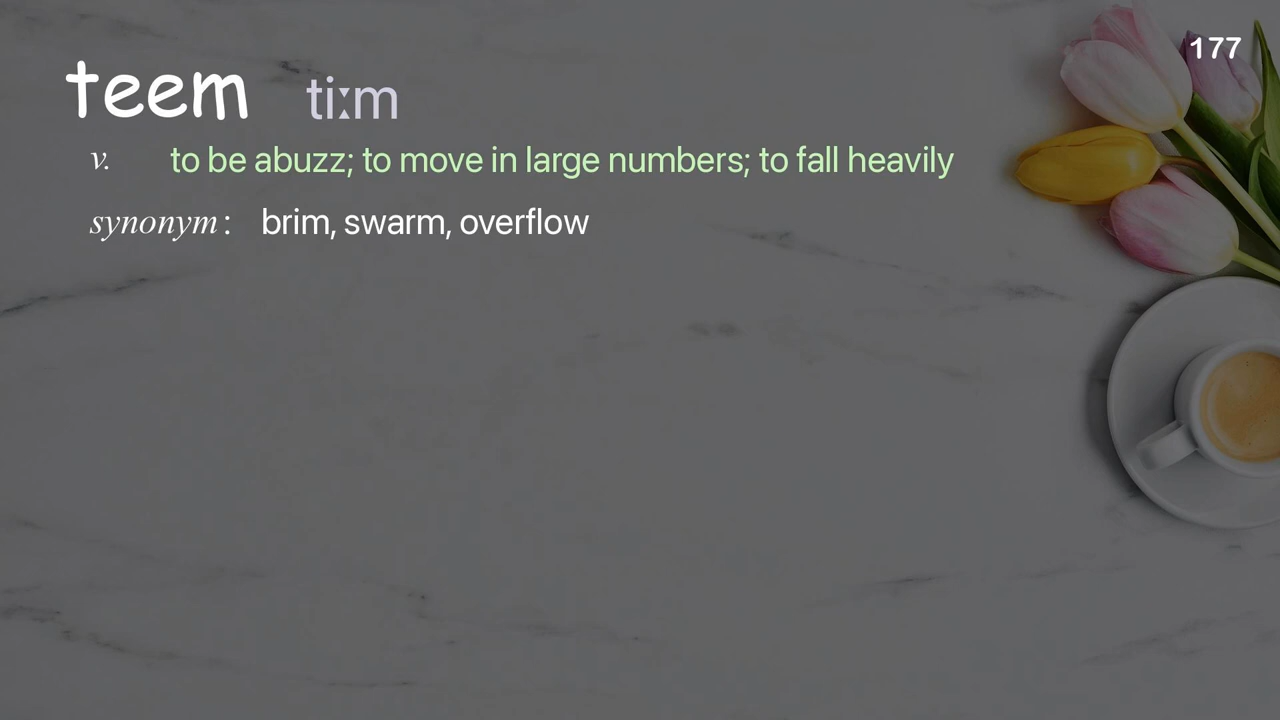 177
teem tiːm
v. to be abuzz; to move in large numbers; to fall heavily
synonym: brim, swarm, overflow